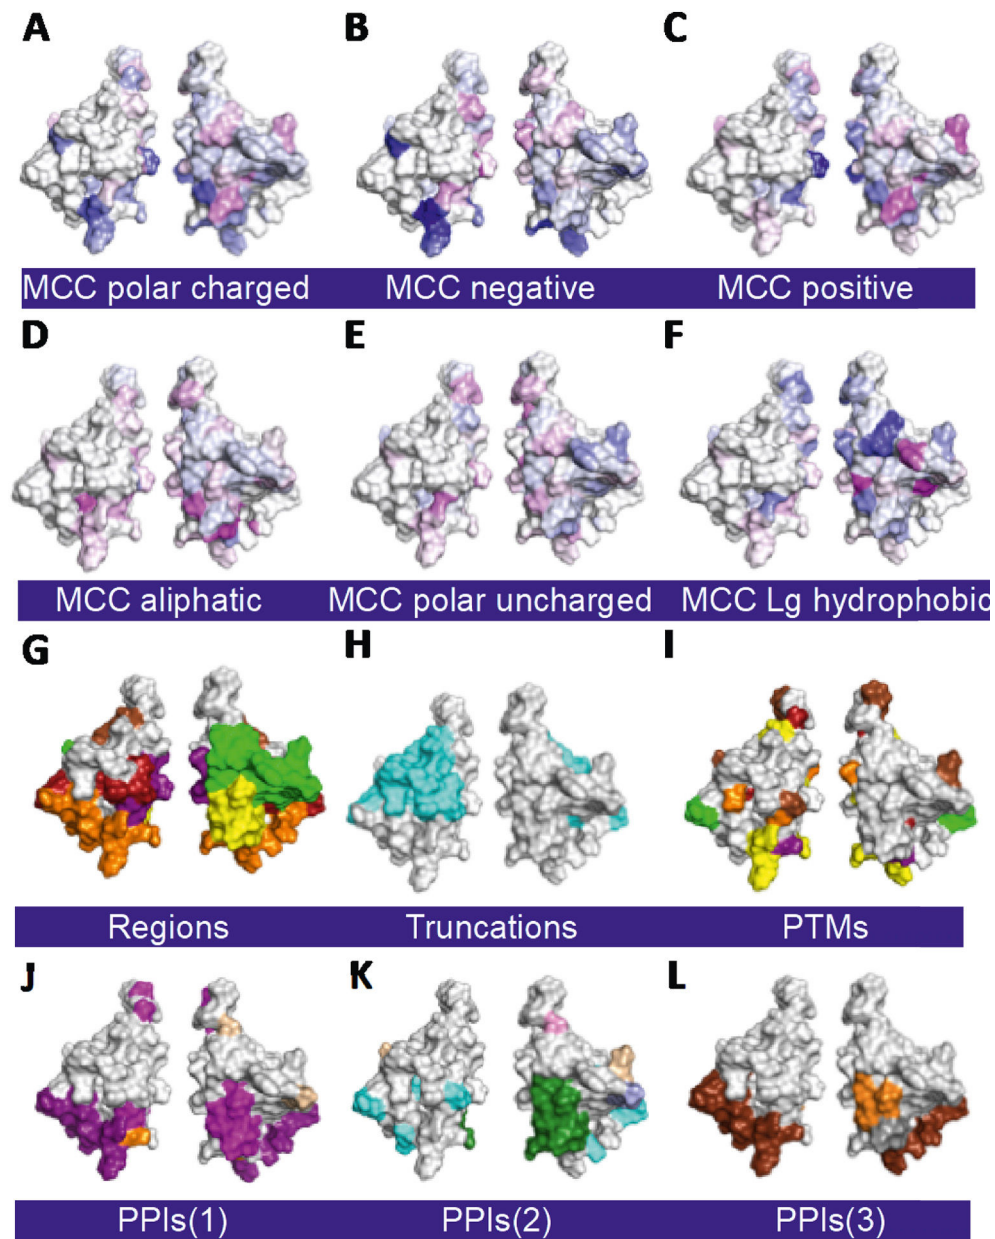 A B C
MCC polar charged MCC negative MCC positive
D E F
MCC aliphatic MCC polar uncharged MCC Lg hydrophobic
G H I
Regions Truncations PTMs
J K L
PPIs(1) PPIs(2) PPIs(3)